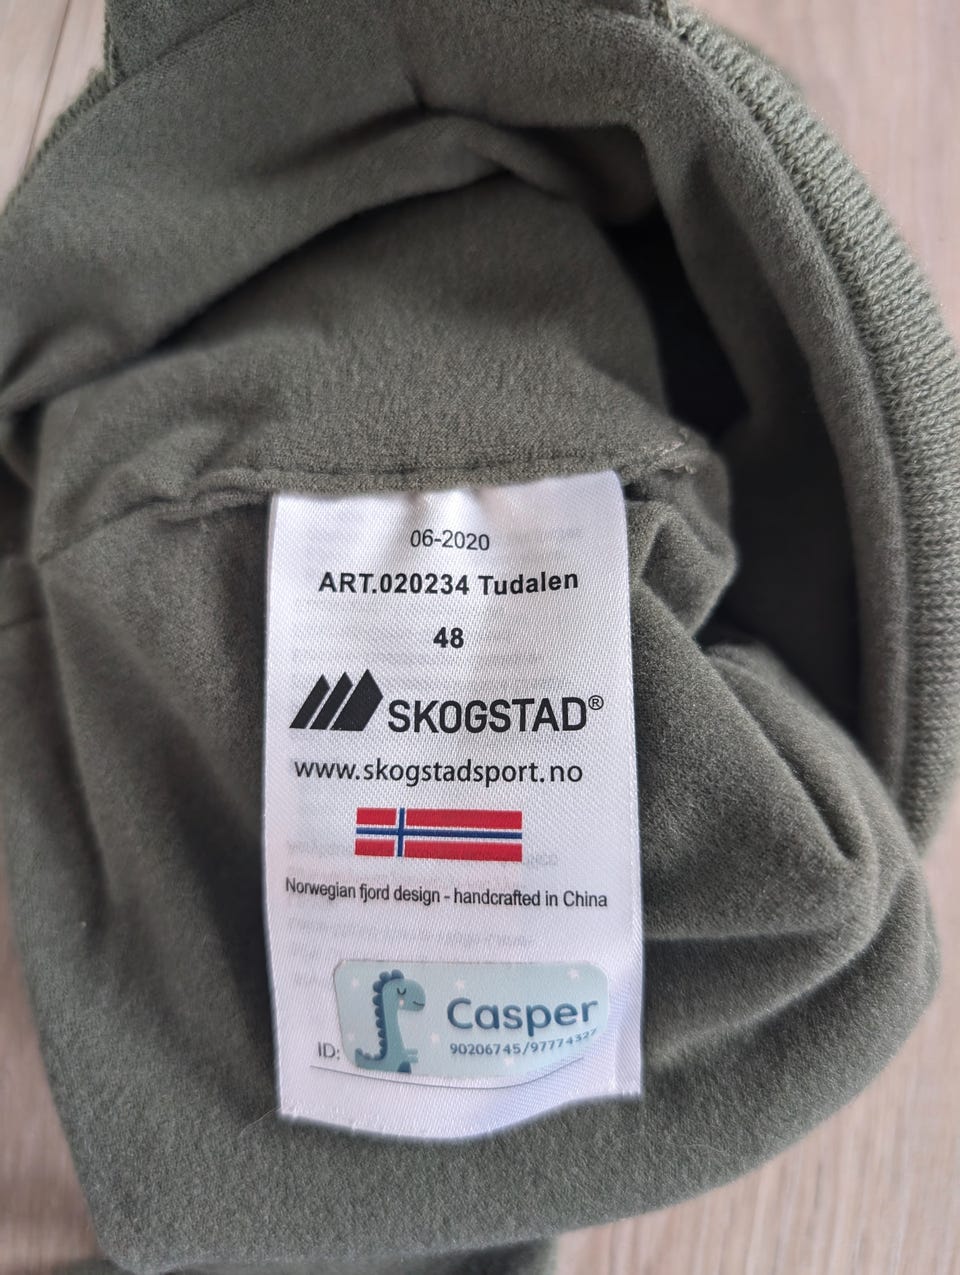 06-2020
ART.020234 Tudalen
48
SKOGSTAD®
www.skogstadsport.no
Norwegian fjord design - handcrafted in China
Casper
90206745/97774327
ID: